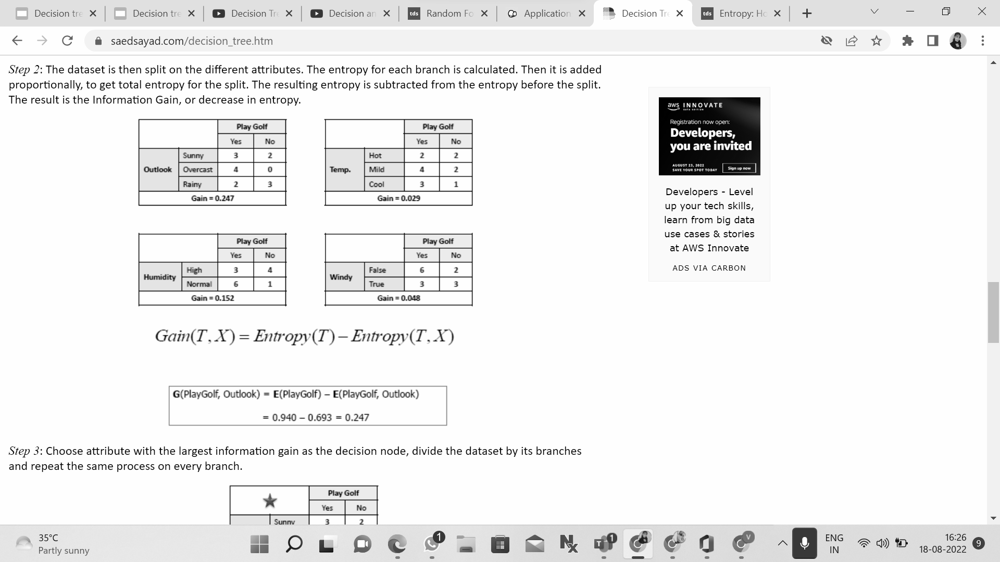 Decision tre
Decision tre
Decision Tre
Decision an
tds Random Fo
Application
Decision Tre
tds Entropy: Ho
saedsayad.com/decision_tree.htm
Step 2: The dataset is then split on the different attributes. The entropy for each branch is calculated. Then it is added
proportionally, to get total entropy for the split. The resulting entropy is subtracted from the entropy before the split.
The result is the Information Gain, or decrease in entropy.
Play Golf
Yes No
Outlook
Sunny 3 2
Overcast 4 0
Rainy 2 3
Gain = 0.247
Play Golf
Yes No
Temp.
Hot 2 2
Mild 4 2
Cool 3 1
Gain = 0.029
Play Golf
Yes No
Humidity
High 3 4
Normal 6 1
Gain = 0.152
Play Golf
Yes No
Windy
False 6 2
True 3 3
Gain = 0.048
Gain(T, X) = Entropy(T) – Entropy(T, X)
G(PlayGolf, Outlook) = E(PlayGolf) – E(PlayGolf, Outlook)
= 0.940 – 0.693 = 0.247
Step 3: Choose attribute with the largest information gain as the decision node, divide the dataset by its branches
and repeat the same process on every branch.
Play Golf
Yes No
Sunny 3 2
aws INNOVATE
DATA EDITION
Registration now open:
Developers,
you are invited
AUGUST 23, 2022
SAVE YOUR SPOT TODAY
Sign up now
Developers - Level
up your tech skills,
learn from big data
use cases & stories
at AWS Innovate
ADS VIA CARBON
35°C
Partly sunny
1
Nx
T 1
V
ENG
IN
16:26
18-08-2022
9